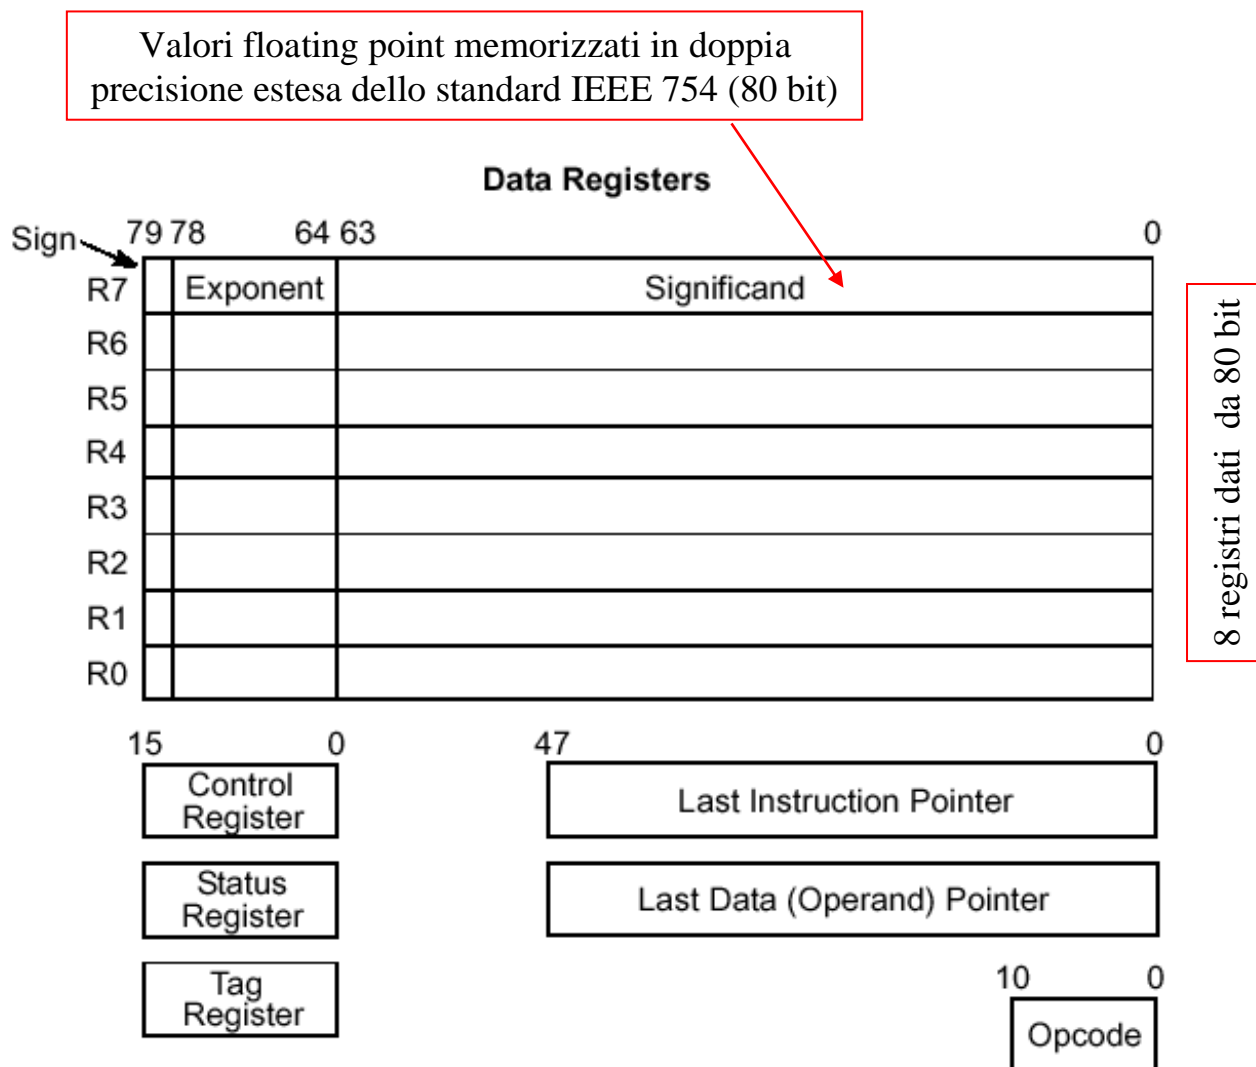 Valori floating point memorizzati in doppia
precisione estesa dello standard IEEE 754 (80 bit)
Data Registers
Sign 79 78 64 63 0
R7 Exponent Significand
R6
R5
R4
R3
R2
R1
R0
8 registri dati da 80 bit
15 0 47 0
Control
Register
Last Instruction Pointer
Status
Register
Last Data (Operand) Pointer
Tag
Register
10 0
Opcode